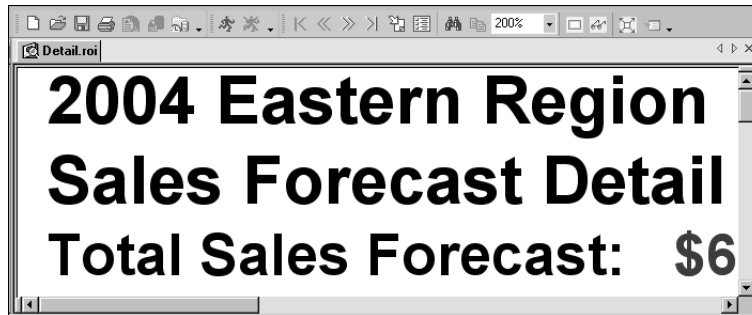 200%
Detail.roi
2004 Eastern Region
Sales Forecast Detail
Total Sales Forecast: $6